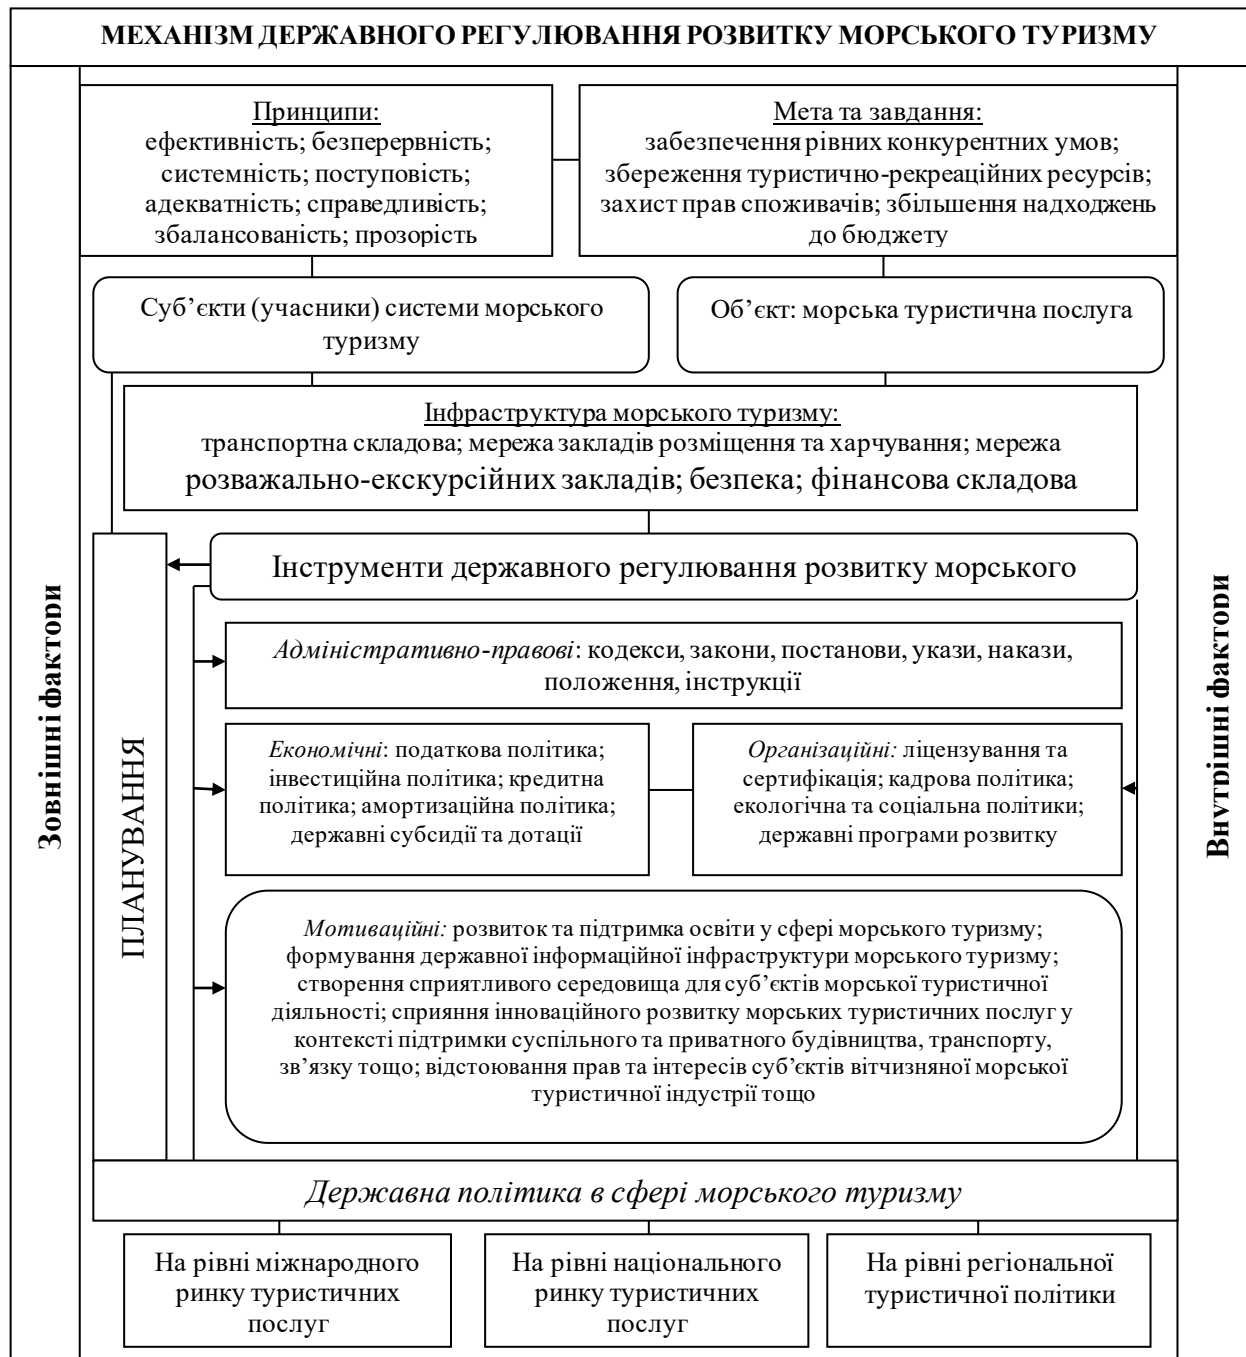 МЕХАНІЗМ ДЕРЖАВНОГО РЕГУЛЮВАННЯ РОЗВИТКУ МОРСЬКОГО ТУРИЗМУ
Принципи:
ефективність; безперервність;
системність; поступовість;
адекватність; справедливість;
збалансованість; прозорість
Мета та завдання:
забезпечення рівних конкурентних умов;
збереження туристично-рекреаційних ресурсів;
захист прав споживачів; збільшення надходжень
до бюджету
Суб’єкти (учасники) системи морського
туризму
Об’єкт: морська туристична послуга
Інфраструктура морського туризму:
транспортна складова; мережа закладів розміщення та харчування; мережа
розважально-екскурсійних закладів; безпека; фінансова складова
Зовнішні фактори
ПЛАНУВАННЯ
Інструменти державного регулювання розвитку морського
Адміністративно-правові: кодекси, закони, постанови, укази, накази,
положення, інструкції
Економічні: податкова політика;
інвестиційна політика; кредитна
політика; амортизаційна політика;
державні субсидії та дотації
Організаційні: ліцензування та
сертифікація; кадрова політика;
екологічна та соціальна політики;
державні програми розвитку
Мотиваційні: розвиток та підтримка освіти у сфері морського туризму;
формування державної інформаційної інфраструктури морського туризму;
створення сприятливого середовища для суб’єктів морської туристичної
діяльності; сприяння інноваційного розвитку морських туристичних послуг у
контексті підтримки суспільного та приватного будівництва, транспорту,
зв’язку тощо; відстоювання прав та інтересів суб’єктів вітчизняної морської
туристичної індустрії тощо
Внутрішні фактори
Державна політика в сфері морського туризму
На рівні міжнародного
ринку туристичних
послуг
На рівні національного
ринку туристичних
послуг
На рівні регіональної
туристичної політики